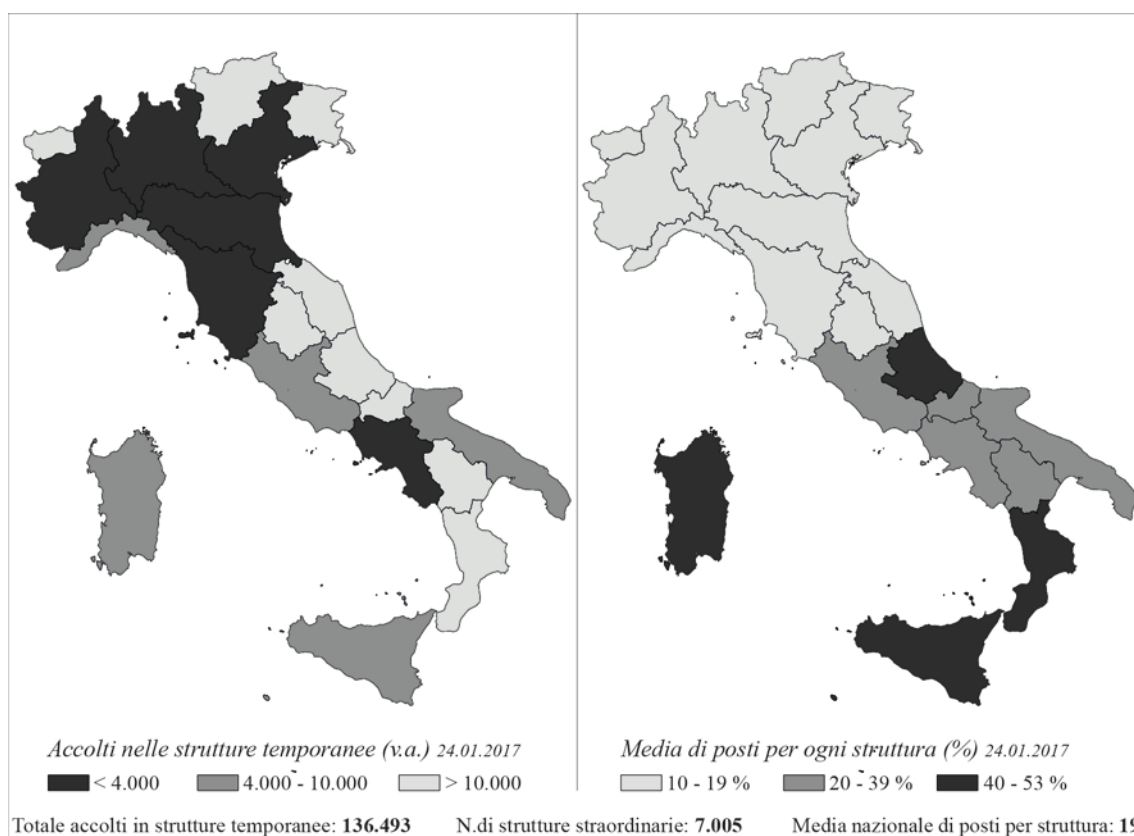 Accolti nelle strutture temporanee (v.a.) 24.01.2017
< 4.000 4.000 - 10.000 > 10.000
Media di posti per ogni struttura (%) 24.01.2017
10 - 19 % 20 - 39 % 40 - 53 %
Totale accolti in strutture temporanee: 136.493 N.di strutture straordinarie: 7.005 Media nazionale di posti per struttura: 19